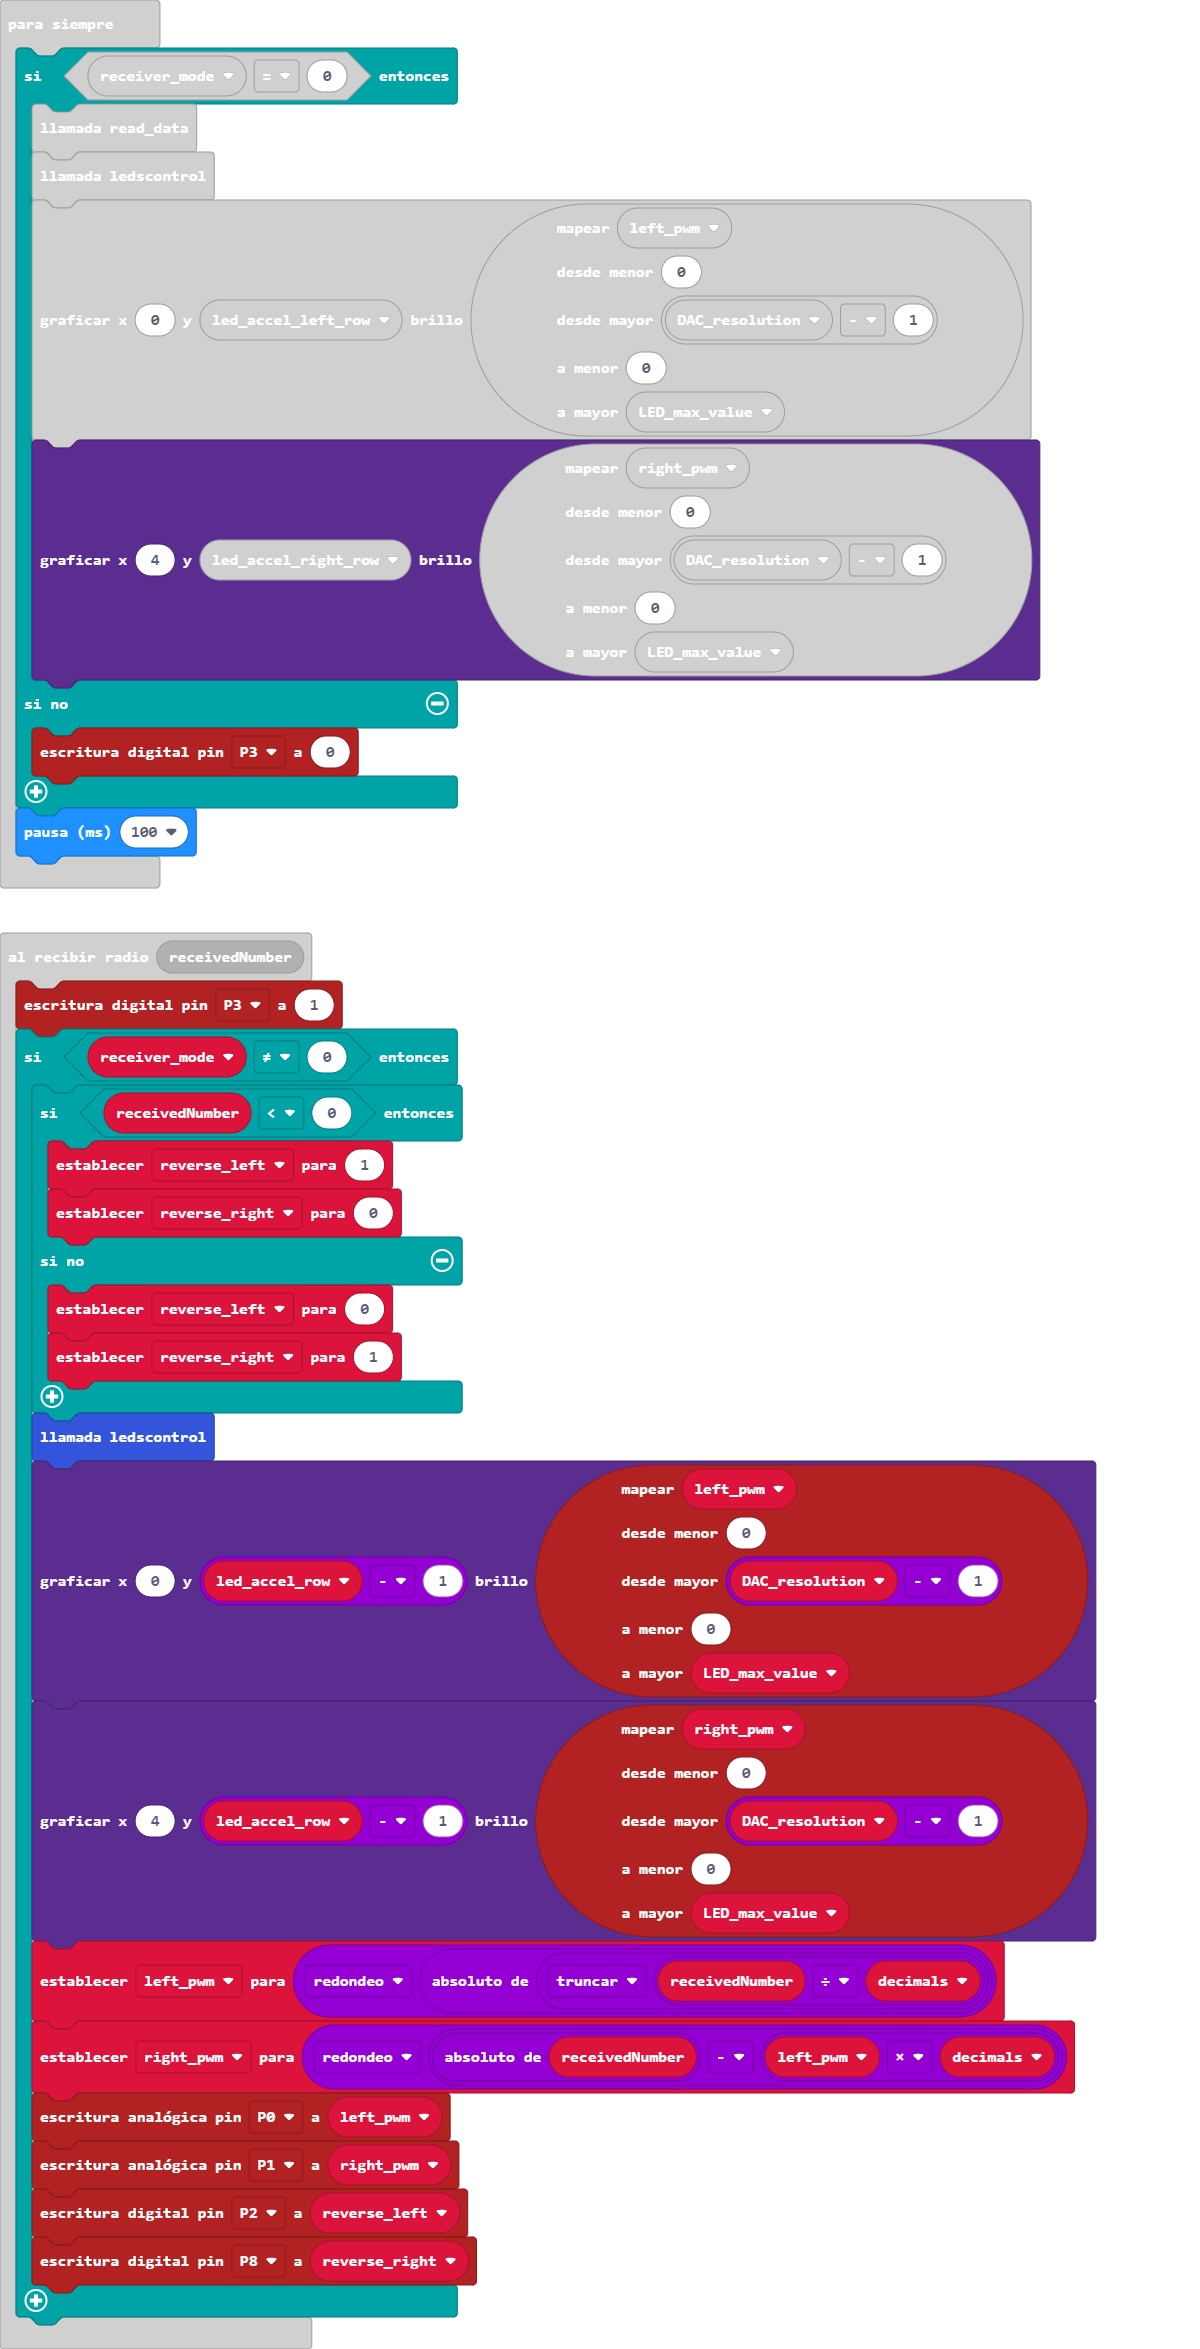 para siempre
si receiver_mode = 0 entonces
llamada read_data
llamada ledscontrol
mapear left_pwm
desde menor 0
graficar x 0 y led_accel_left_row brillo desde mayor DAC_resolution - 1
a menor 0
a mayor LED_max_value
mapear right_pwm
desde menor 0
graficar x 4 y led_accel_right_row brillo desde mayor DAC_resolution - 1
a menor 0
a mayor LED_max_value
si no
escritura digital pin P3 a 0
pausa (ms) 100
al recibir radio receivedNumber
escritura digital pin P3 a 1
si receiver_mode ≠ 0 entonces
si receivedNumber < 0 entonces
establecer reverse_left para 1
establecer reverse_right para 0
si no
establecer reverse_left para 0
establecer reverse_right para 1
llamada ledscontrol
mapear left_pwm
desde menor 0
graficar x 0 y led_accel_row - 1 brillo desde mayor DAC_resolution - 1
a menor 0
a mayor LED_max_value
mapear right_pwm
desde menor 0
graficar x 4 y led_accel_row - 1 brillo desde mayor DAC_resolution - 1
a menor 0
a mayor LED_max_value
establecer left_pwm para redondeo absoluto de truncar receivedNumber ÷ decimals
establecer right_pwm para redondeo absoluto de receivedNumber - left_pwm × decimals
escritura analógica pin P0 a left_pwm
escritura analógica pin P1 a right_pwm
escritura digital pin P2 a reverse_left
escritura digital pin P8 a reverse_right